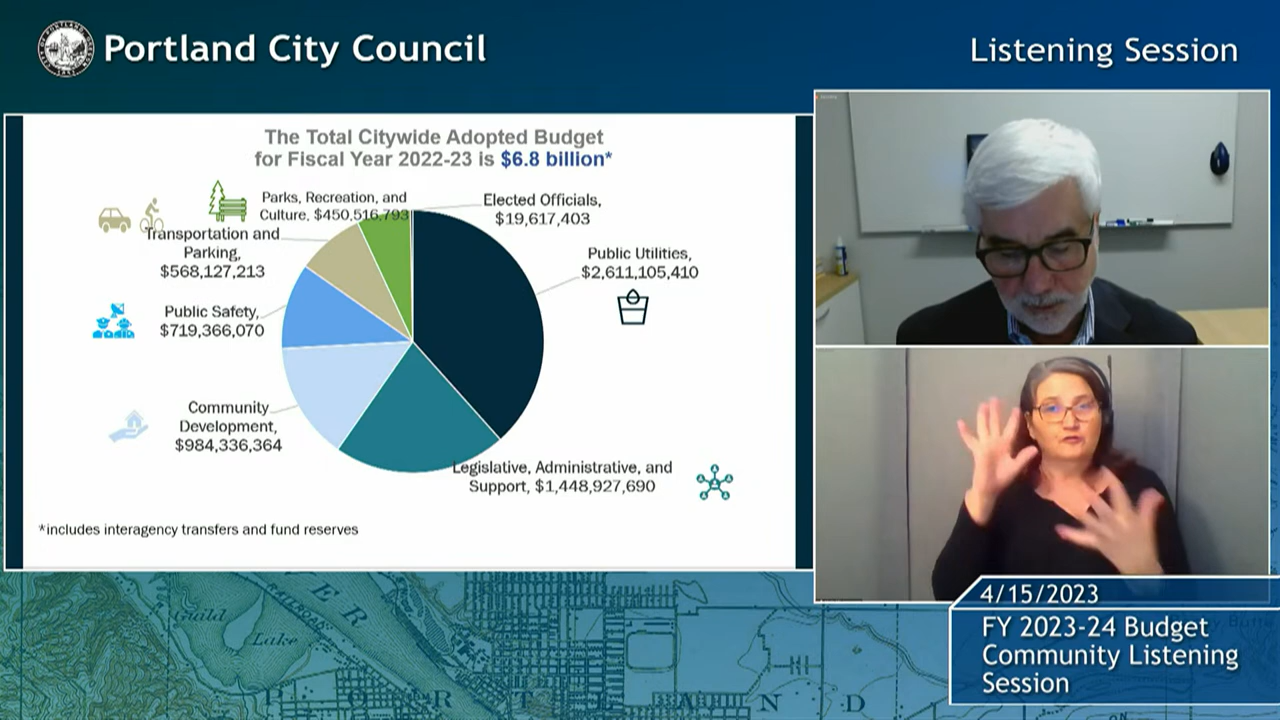 Portland City Council
Listening Session
The Total Citywide Adopted Budget
for Fiscal Year 2022-23 is $6.8 billion*
Parks, Recreation, and
Culture, $450,516,793
Elected Officials,
$19,617,403
Transportation and
Parking,
$568,127,213
Public Utilities,
$2,611,105,410
Public Safety,
$719,366,070
Community
Development,
$984,336,364
Legislative, Administrative, and
Support, $1,448,927,690
*includes interagency transfers and fund reserves
4/15/2023
FY 2023-24 Budget
Community Listening
Session
Guild
Lake
ER
O R T L A N D